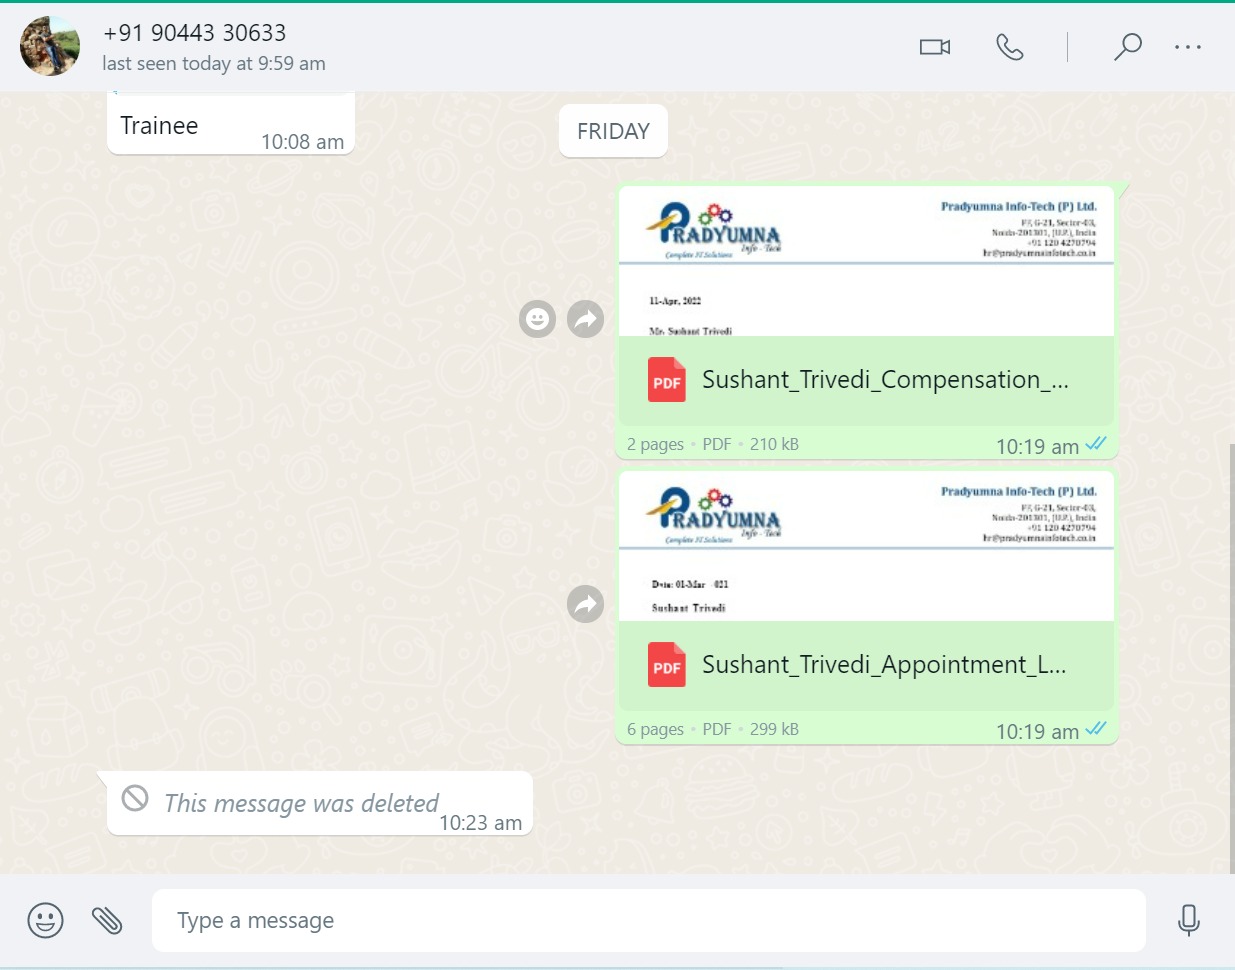 +91 90443 30633
last seen today at 9:59 am
Trainee
10:08 am
FRIDAY
PRADYUMNA
Info - Tech
Complete IT Solutions
Pradyumna Info-Tech (P) Ltd.
G-21, Sector-03,
Noida-201301, (U.P.), India
+91 120 4270794
hr@pradyumnainfotech.co.in
11-Apr, 2022
Mr. Sushant Trivedi
PDF
Sushant_Trivedi_Compensation_...
2 pages • PDF • 210 kB
10:19 am
PRADYUMNA
Info - Tech
Complete IT Solutions
Pradyumna Info-Tech (P) Ltd.
G-21, Sector-03,
Noida-201301, (U.P.), India
+91 120 4270794
hr@pradyumnainfotech.co.in
Date: 01-Mar
Sushant Trivedi
PDF
Sushant_Trivedi_Appointment_L...
6 pages • PDF • 299 kB
10:19 am
This message was deleted
10:23 am
Type a message